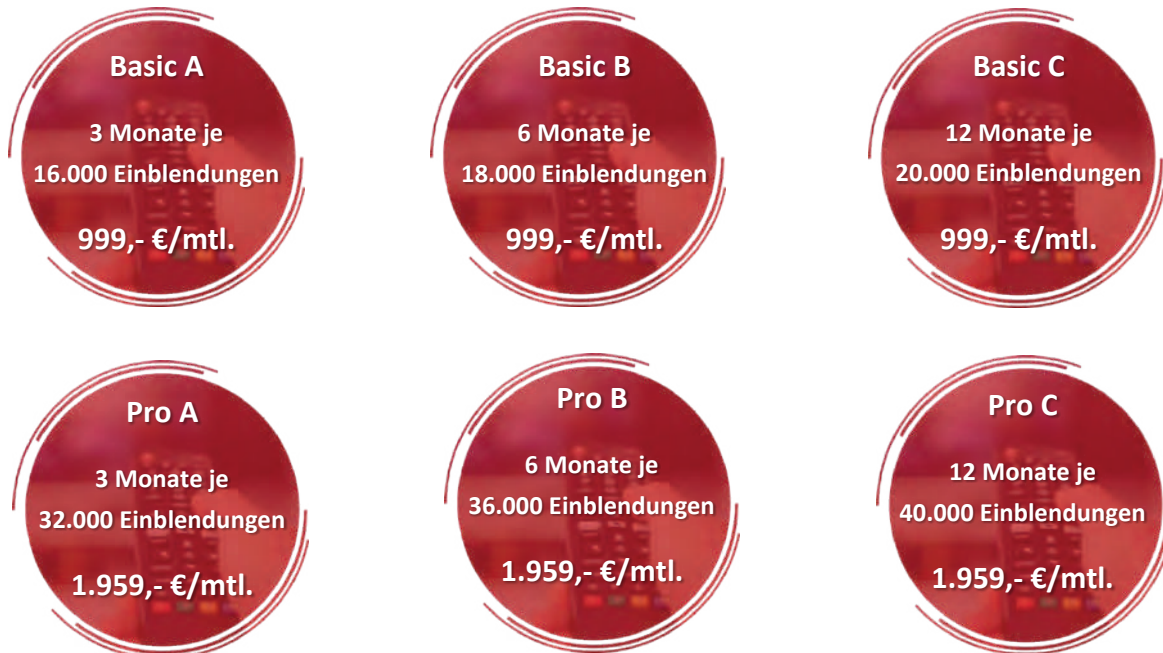 Basic A
3 Monate je
16.000 Einblendungen
999,- €/mtl.
Basic B
6 Monate je
18.000 Einblendungen
999,- €/mtl.
Basic C
12 Monate je
20.000 Einblendungen
999,- €/mtl.
Pro A
3 Monate je
32.000 Einblendungen
1.959,- €/mtl.
Pro B
6 Monate je
36.000 Einblendungen
1.959,- €/mtl.
Pro C
12 Monate je
40.000 Einblendungen
1.959,- €/mtl.